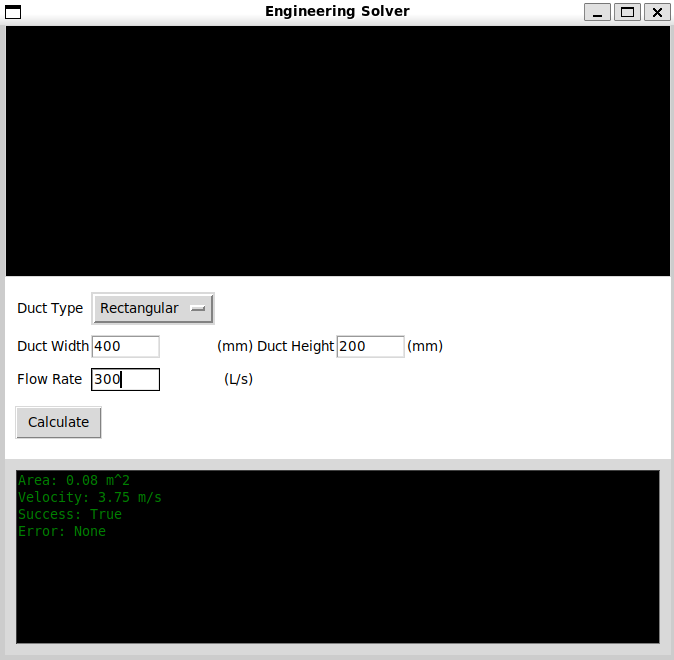 Engineering Solver
Duct Type Rectangular
Duct Width 400 (mm) Duct Height 200 (mm)
Flow Rate 300 (L/s)
Calculate
Area: 0.08 m^2
Velocity: 3.75 m/s
Success: True
Error: None